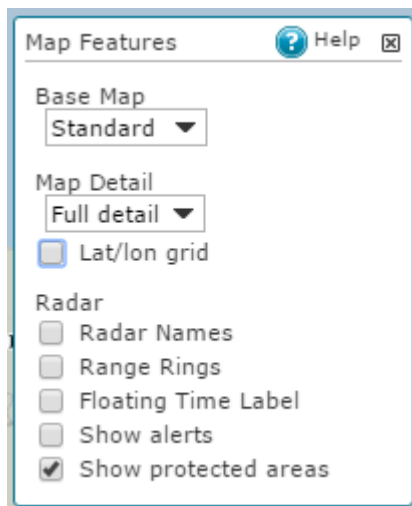 Map Features ? Help
Base Map
Standard
Map Detail
Full detail
Lat/lon grid
Radar
Radar Names
Range Rings
Floating Time Label
Show alerts
Show protected areas